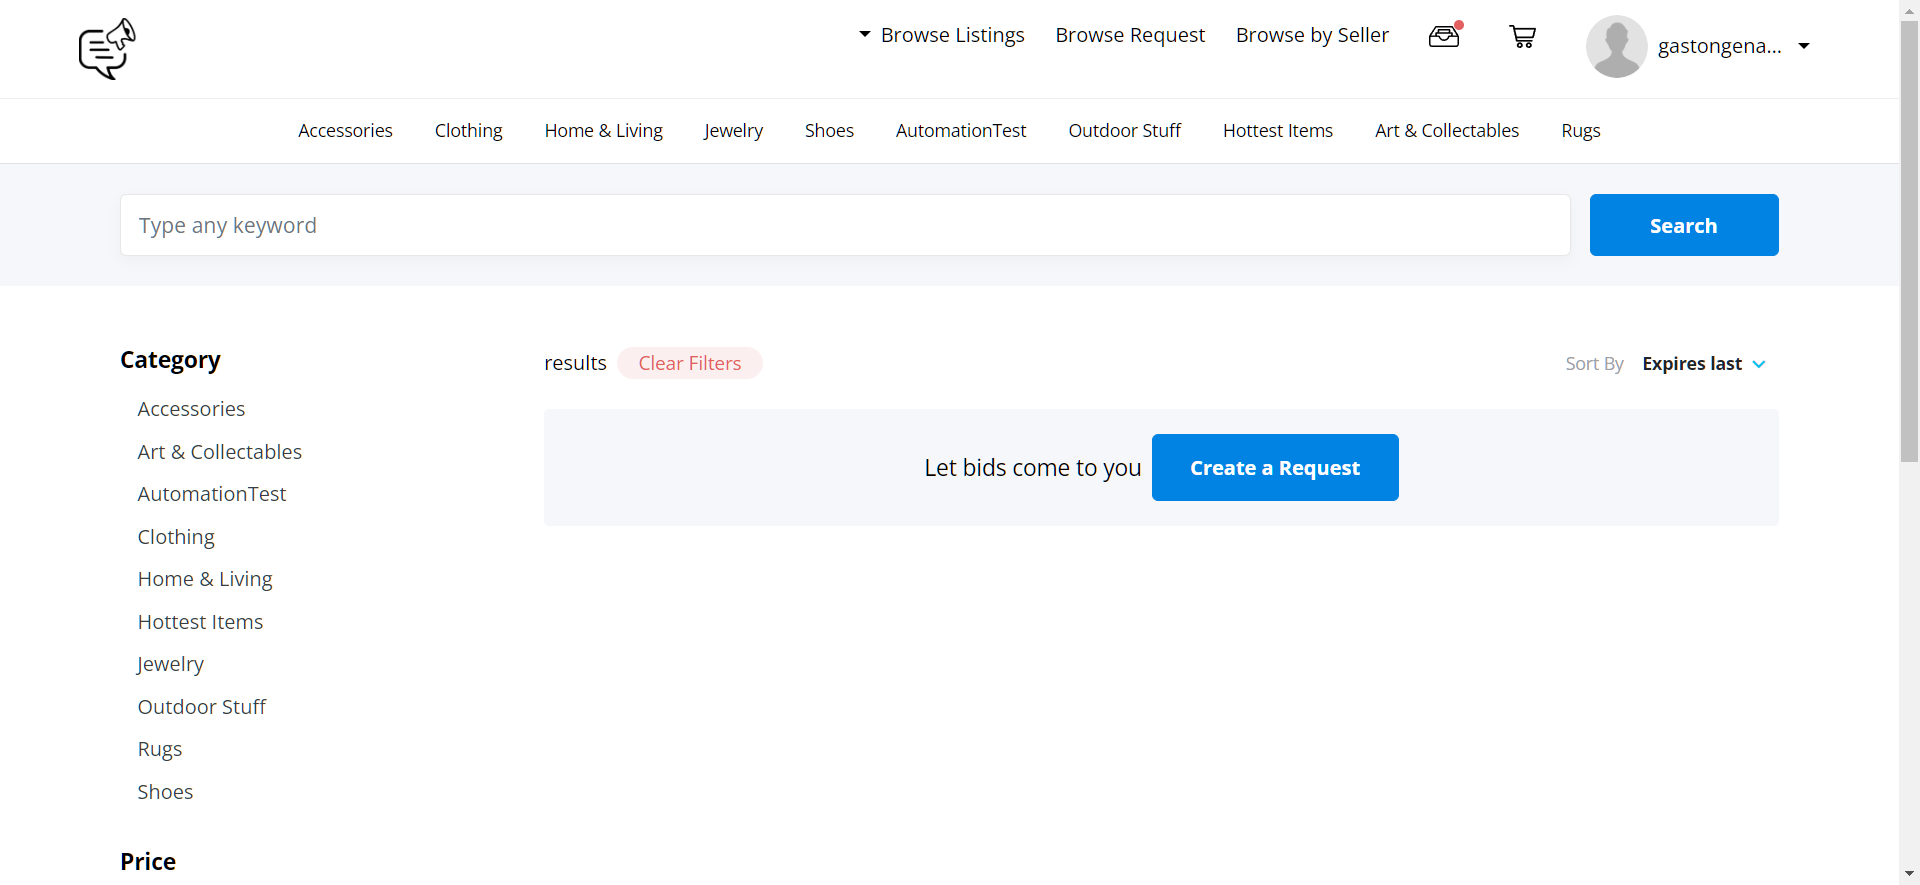 Browse Listings Browse Request Browse by Seller gastongena...
Accessories Clothing Home & Living Jewelry Shoes AutomationTest Outdoor Stuff Hottest Items Art & Collectables Rugs
Type any keyword Search
Category
Accessories
Art & Collectables
AutomationTest
Clothing
Home & Living
Hottest Items
Jewelry
Outdoor Stuff
Rugs
Shoes
Price
results Clear Filters Sort By Expires last
Let bids come to you Create a Request